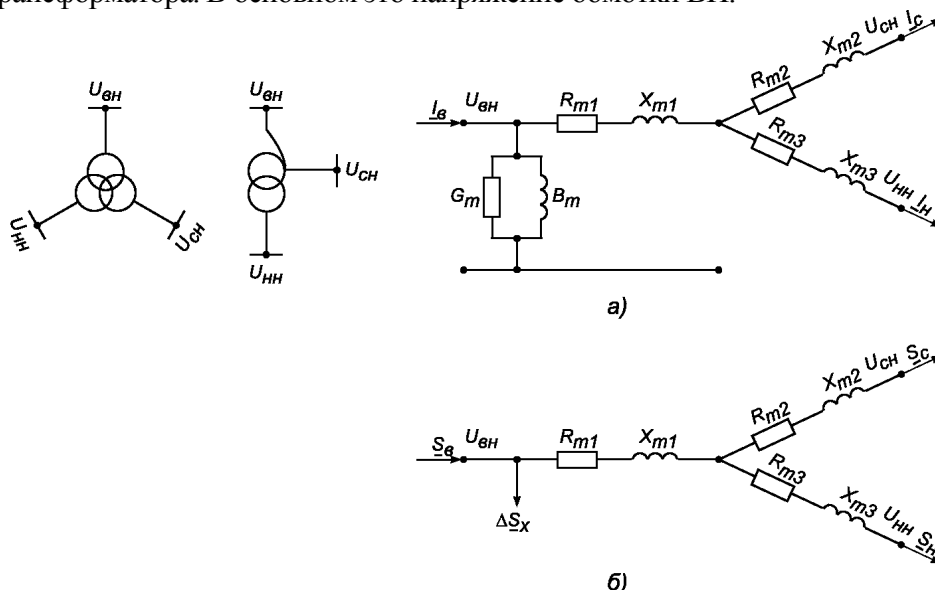 трансформатора. В основном это напряжение обмотки ВН.
Uвн
Uнн
Uсн
Uвн
Uсн
Uнн
Iв
Uвн
Rт1
Xт1
Rт2
Xт2
Uсн
Iс
Rт3
Xт3
Uнн
Iн
Gт
Bт
а)
Sв
Uвн
Rт1
Xт1
Rт2
Xт2
Uсн
Sс
Rт3
Xт3
Uнн
Sн
ΔSх
б)